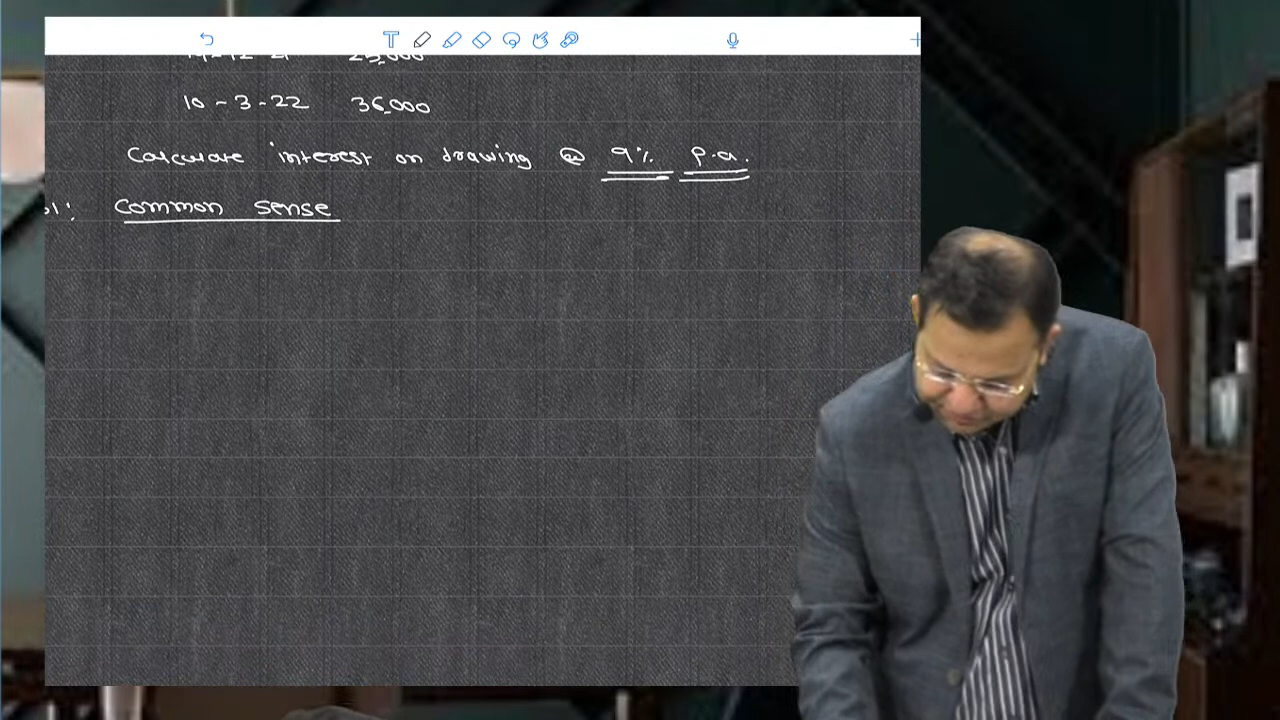 10 - 3 - 22 36,000
Calculate interest on drawing @ 9% p.a.
Common sense